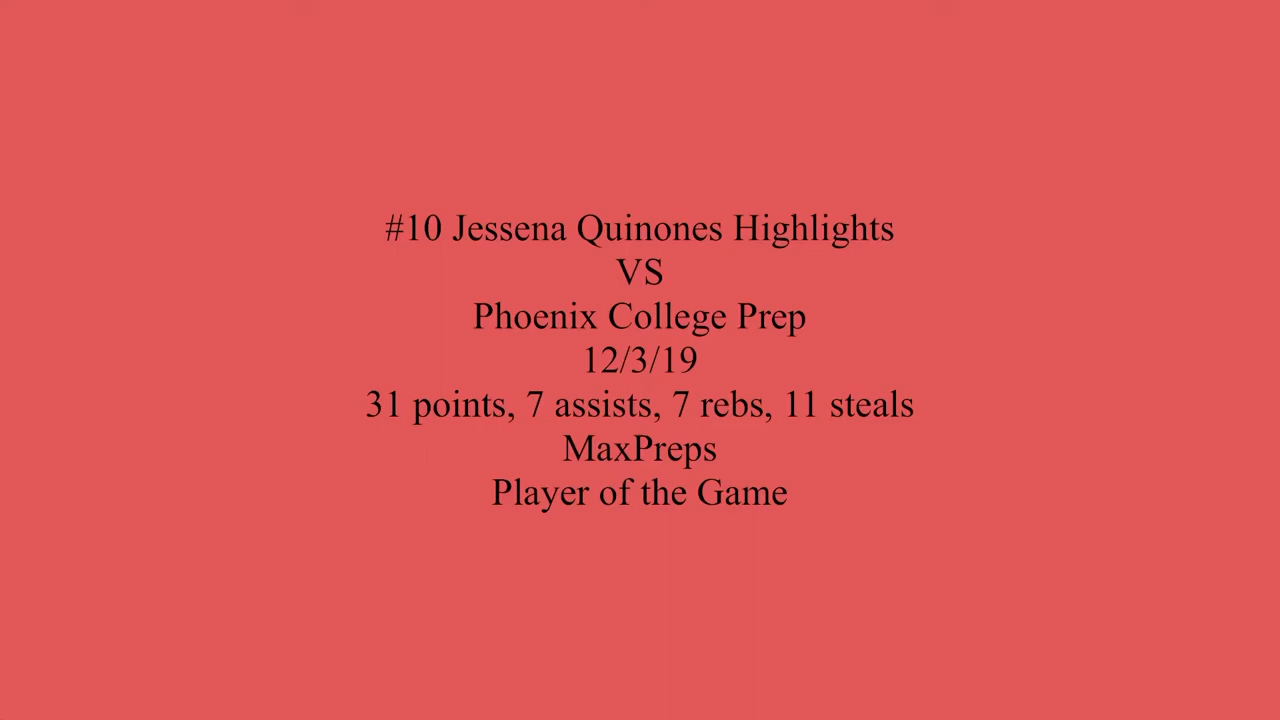 #10 Jessena Quinones Highlights
VS
Phoenix College Prep
12/3/19
31 points, 7 assists, 7 rebs, 11 steals
MaxPreps
Player of the Game